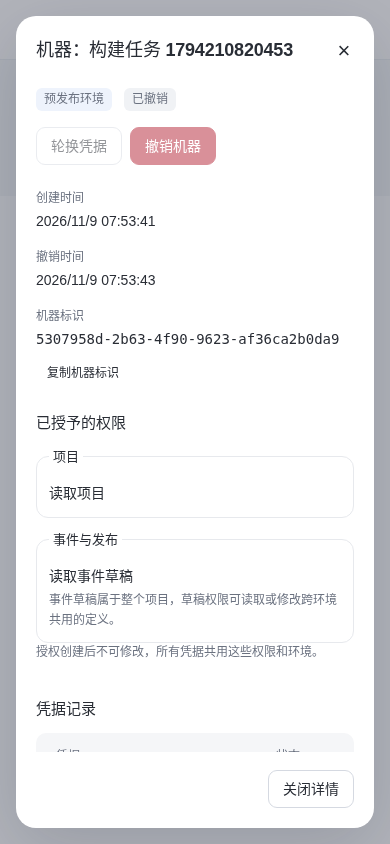 机器：构建任务 1794210820453
×
预发布环境 已撤销
轮换凭据 撤销机器
创建时间
2026/11/9 07:53:41
撤销时间
2026/11/9 07:53:43
机器标识
5307958d-2b63-4f90-9623-af36ca2b0da9
复制机器标识
已授予的权限
项目
读取项目
事件与发布
读取事件草稿
事件草稿属于整个项目，草稿权限可读取或修改跨环境
共用的定义。
授权创建后不可修改，所有凭据共用这些权限和环境。
凭据记录
关闭详情